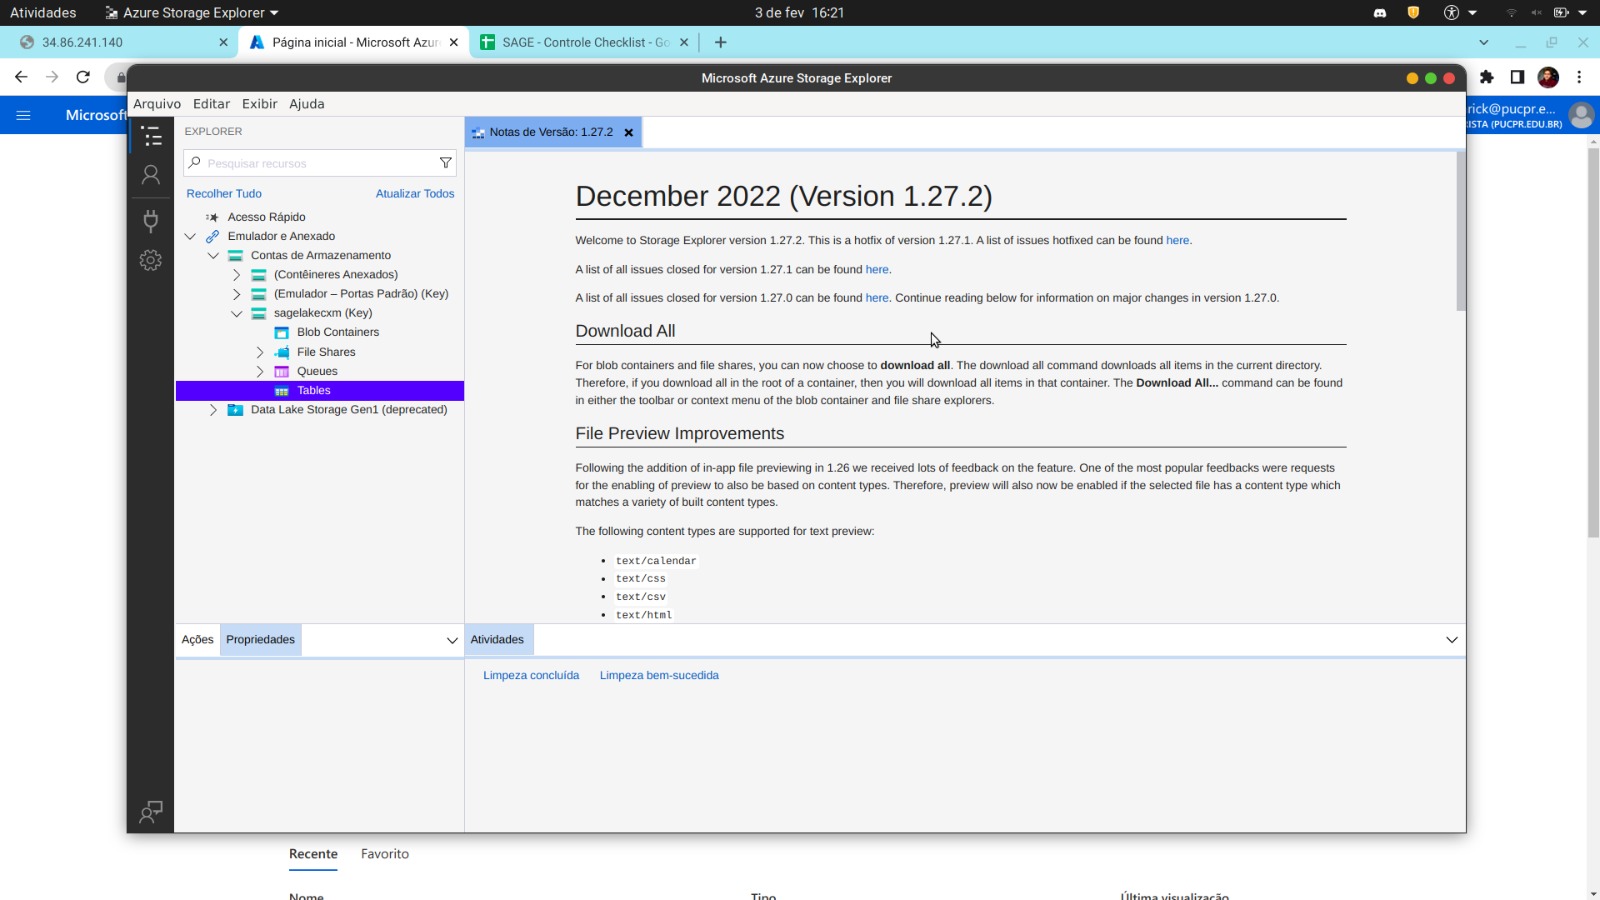 Atividades
Azure Storage Explorer
3 de fev 16:21
34.86.241.140
Página inicial - Microsoft Azur
SAGE - Controle Checklist - Go
Microsoft Azure Storage Explorer
Microsoft
rick@pucpr.e...
ISTA (PUCPR.EDU.BR)
Arquivo Editar Exibir Ajuda
EXPLORER
Pesquisar recursos
Recolher Tudo Atualizar Todos
Acesso Rápido
Emulador e Anexado
Contas de Armazenamento
(Contêineres Anexados)
(Emulador – Portas Padrão) (Key)
sagelakecxm (Key)
Blob Containers
File Shares
Queues
Tables
Data Lake Storage Gen1 (deprecated)
Notas de Versão: 1.27.2
December 2022 (Version 1.27.2)
Welcome to Storage Explorer version 1.27.2. This is a hotfix of version 1.27.1. A list of issues hotfixed can be found here.
A list of all issues closed for version 1.27.1 can be found here.
A list of all issues closed for version 1.27.0 can be found here. Continue reading below for information on major changes in version 1.27.0.
Download All
For blob containers and file shares, you can now choose to download all. The download all command downloads all items in the current directory.
Therefore, if you download all in the root of a container, then you will download all items in that container. The Download All... command can be found
in either the toolbar or context menu of the blob container and file share explorers.
File Preview Improvements
Following the addition of in-app file previewing in 1.26 we received lots of feedback on the feature. One of the most popular feedbacks were requests
for the enabling of preview to also be based on content types. Therefore, preview will also now be enabled if the selected file has a content type which
matches a variety of built content types.
The following content types are supported for text preview:
• text/calendar
• text/css
• text/csv
• text/html
Ações Propriedades
Atividades
Limpeza concluída Limpeza bem-sucedida
Recente Favorito
Nome Tipo Última visualização